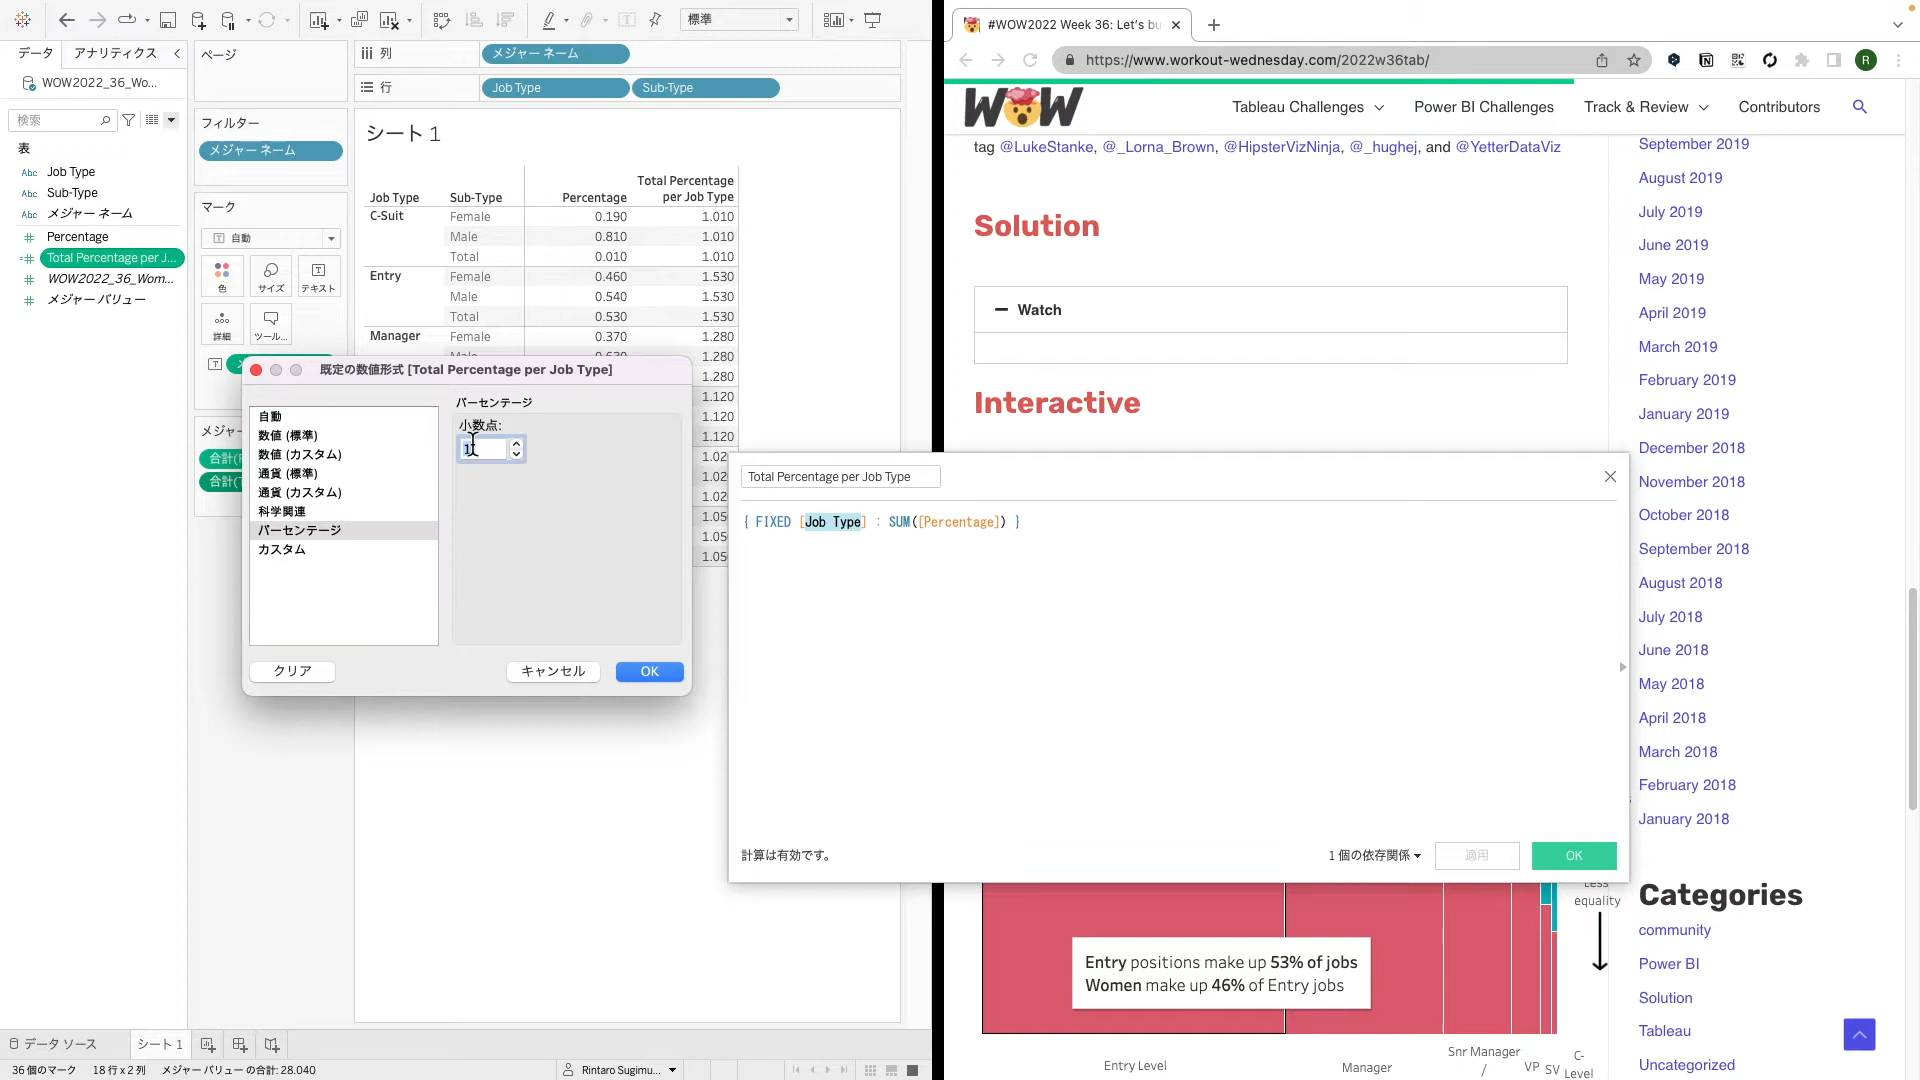 標準
データ
アナリティクス
WOW2022_36_Wo...
検索
表
Abc Job Type
Abc Sub-Type
Abc メジャー ネーム
Percentage
Total Percentage per J...
WOW2022_36_Wom...
メジャー バリュー
ページ
フィルター
メジャー ネーム
マーク
自動
色
サイズ
テキスト
詳細
ツール...
列
メジャー ネーム
行
Job Type
Sub-Type
シート 1
Job Type Sub-Type Percentage Total Percentage per Job Type
C-Suit Female 0.190 1.010
Male 0.810 1.010
Total 0.010 1.010
Entry Female 0.460 1.530
Male 0.540 1.530
Total 0.530 1.530
Manager Female 0.370 1.280
1.280
1.280
1.120
1.120
1.120
既定の数値形式 [Total Percentage per Job Type]
自動
数値 (標準)
数値 (カスタム)
通貨 (標準)
通貨 (カスタム)
科学関連
パーセンテージ
カスタム
パーセンテージ
小数点:
クリア
キャンセル
OK
Total Percentage per Job Type
{ FIXED [Job Type] : SUM([Percentage]) }
計算は有効です。
1 個の依存関係
適用
OK
データ ソース
シート 1
36 個のマーク
18 行 x 2 列
メジャー バリュー の合計: 28.040
Rintaro Sugimu...
#WOW2022 Week 36: Let's bu
https://www.workout-wednesday.com/2022w36tab/
R
WOW
Tableau Challenges
Power BI Challenges
Track & Review
Contributors
tag @LukeStanke, @_Lorna_Brown, @HipsterVizNinja, @_hughej, and @YetterDataViz
Solution
Watch
Interactive
September 2019
August 2019
July 2019
June 2019
May 2019
April 2019
March 2019
February 2019
January 2019
December 2018
November 2018
October 2018
September 2018
August 2018
July 2018
June 2018
May 2018
April 2018
March 2018
February 2018
January 2018
Categories
community
Power BI
Solution
Tableau
Uncategorized
Less
equality
Entry positions make up 53% of jobs
Women make up 46% of Entry jobs
Entry Level
Manager
Snr Manager
/
VP
SV
C-
Level